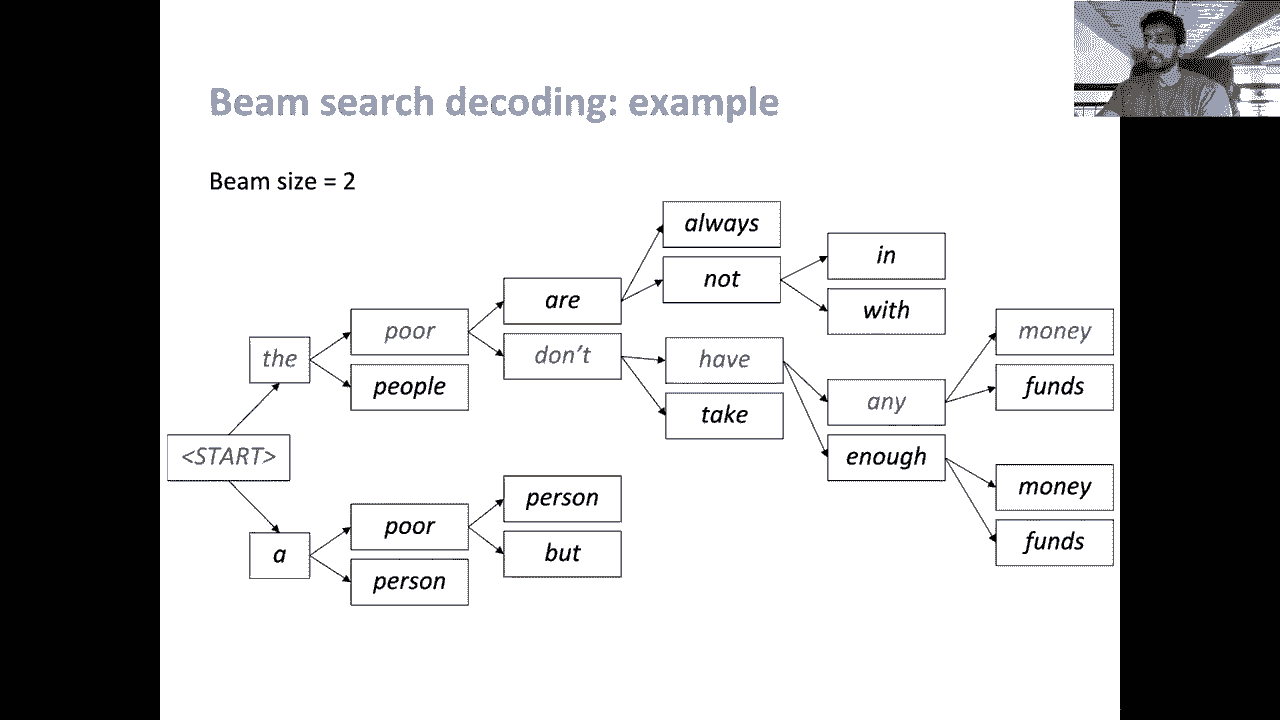 Beam search decoding: example
Beam size = 2
always
in
not
are
with
poor
money
the
don't
have
people
any
funds
take
<START>
enough
person
money
poor
a
but
funds
person